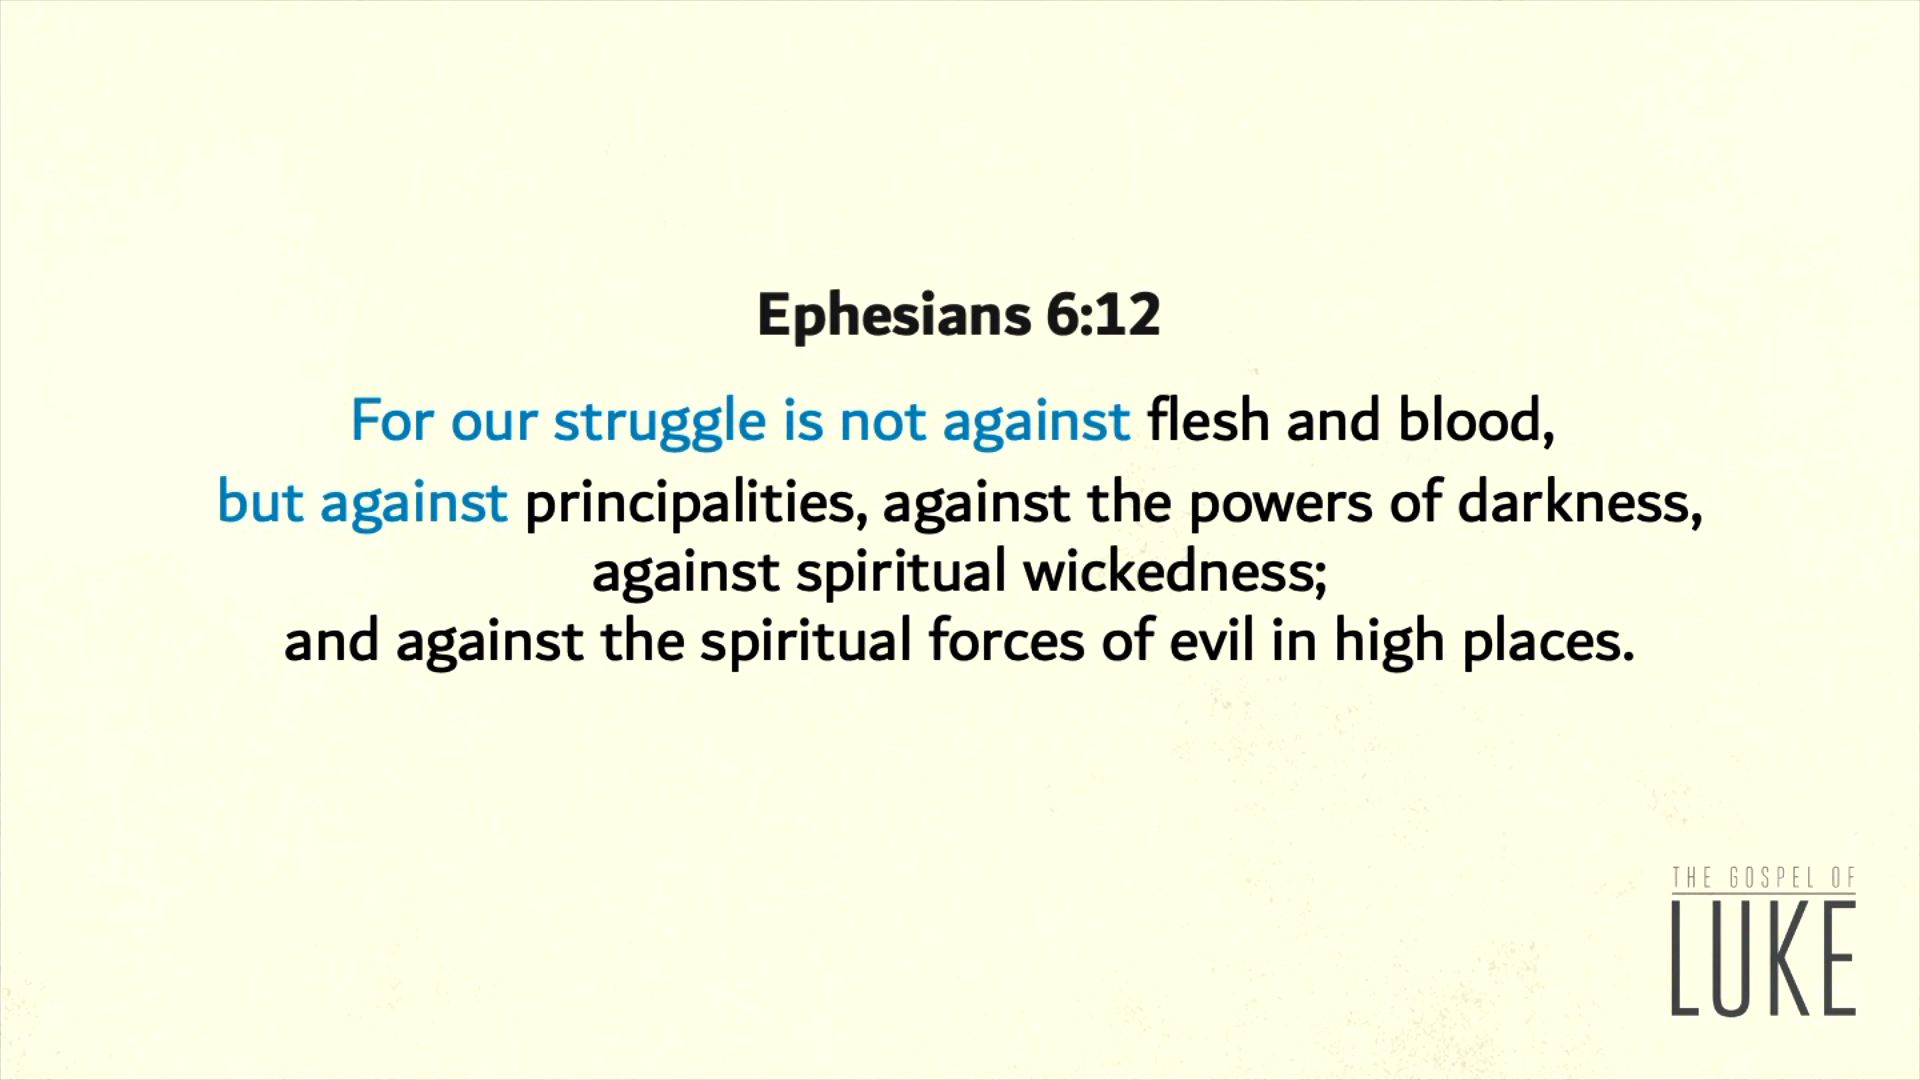 Ephesians 6:12
For our struggle is not against flesh and blood,
but against principalities, against the powers of darkness,
against spiritual wickedness;
and against the spiritual forces of evil in high places.
THE GOSPEL OF
LUKE